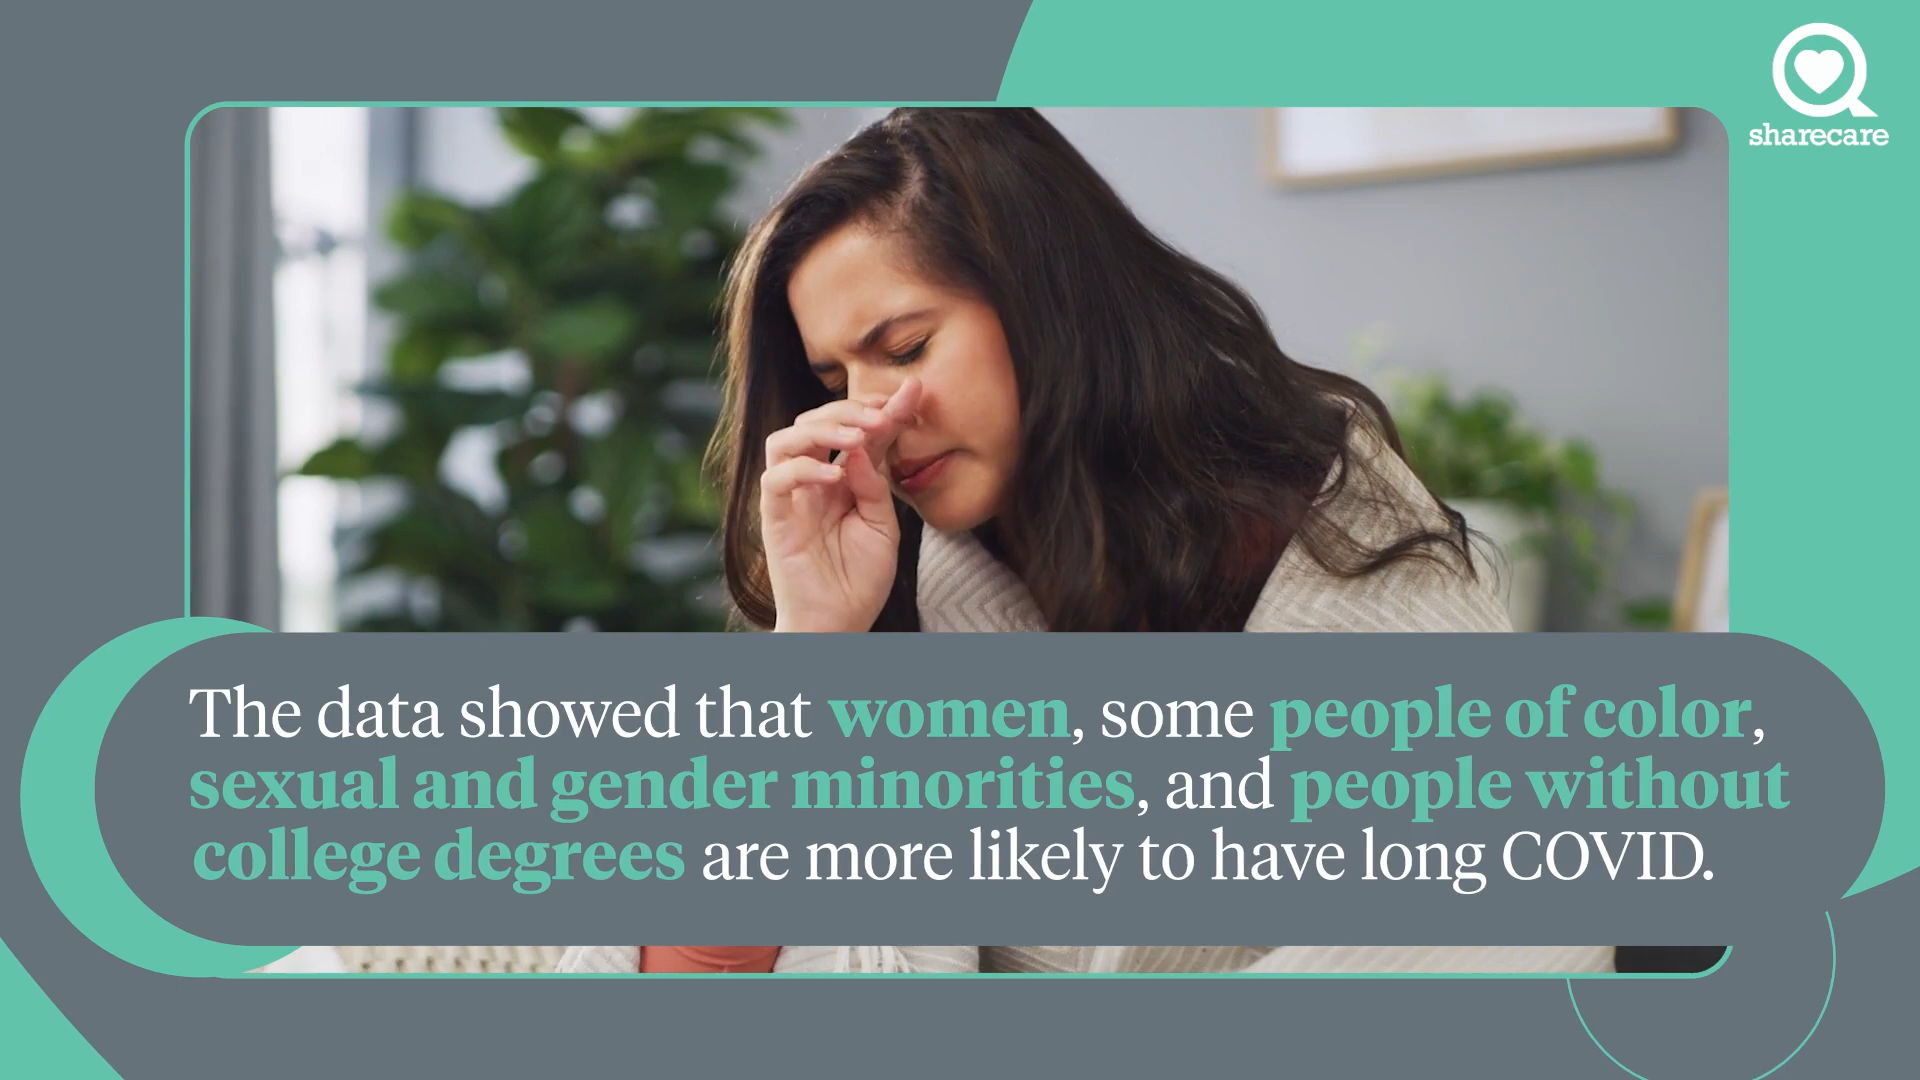 sharecare
The data showed that women, some people of color,
sexual and gender minorities, and people without
college degrees are more likely to have long COVID.